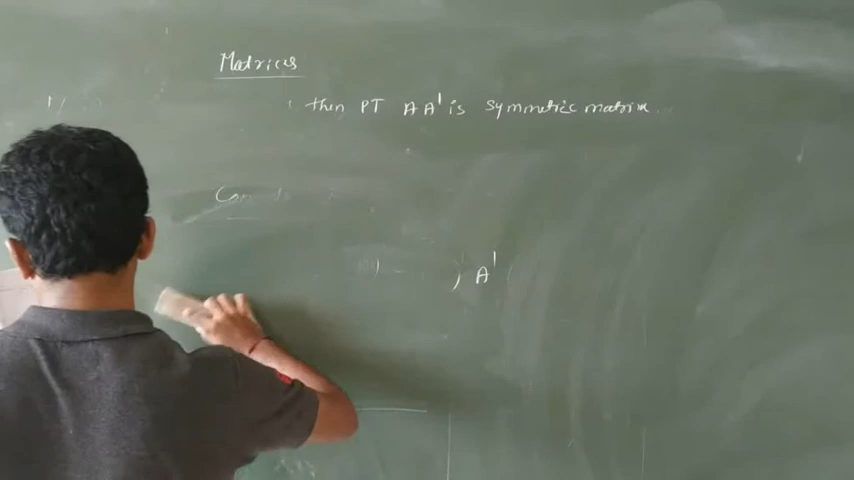 Matrices
then PT AA' is Symmetric matrix
) A'